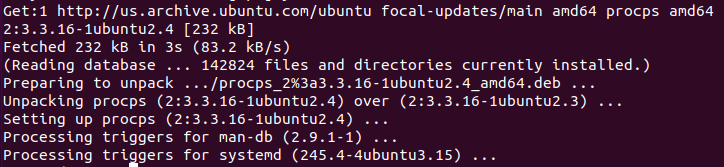 Get:1 http://us.archive.ubuntu.com/ubuntu focal-updates/main amd64 procps amd64
2:3.3.16-1ubuntu2.4 [232 kB]
Fetched 232 kB in 3s (83.2 kB/s)
(Reading database ... 142824 files and directories currently installed.)
Preparing to unpack .../procps_2%3a3.3.16-1ubuntu2.4_amd64.deb ...
Unpacking procps (2:3.3.16-1ubuntu2.4) over (2:3.3.16-1ubuntu2.3) ...
Setting up procps (2:3.3.16-1ubuntu2.4) ...
Processing triggers for man-db (2.9.1-1) ...
Processing triggers for systemd (245.4-4ubuntu3.15) ...